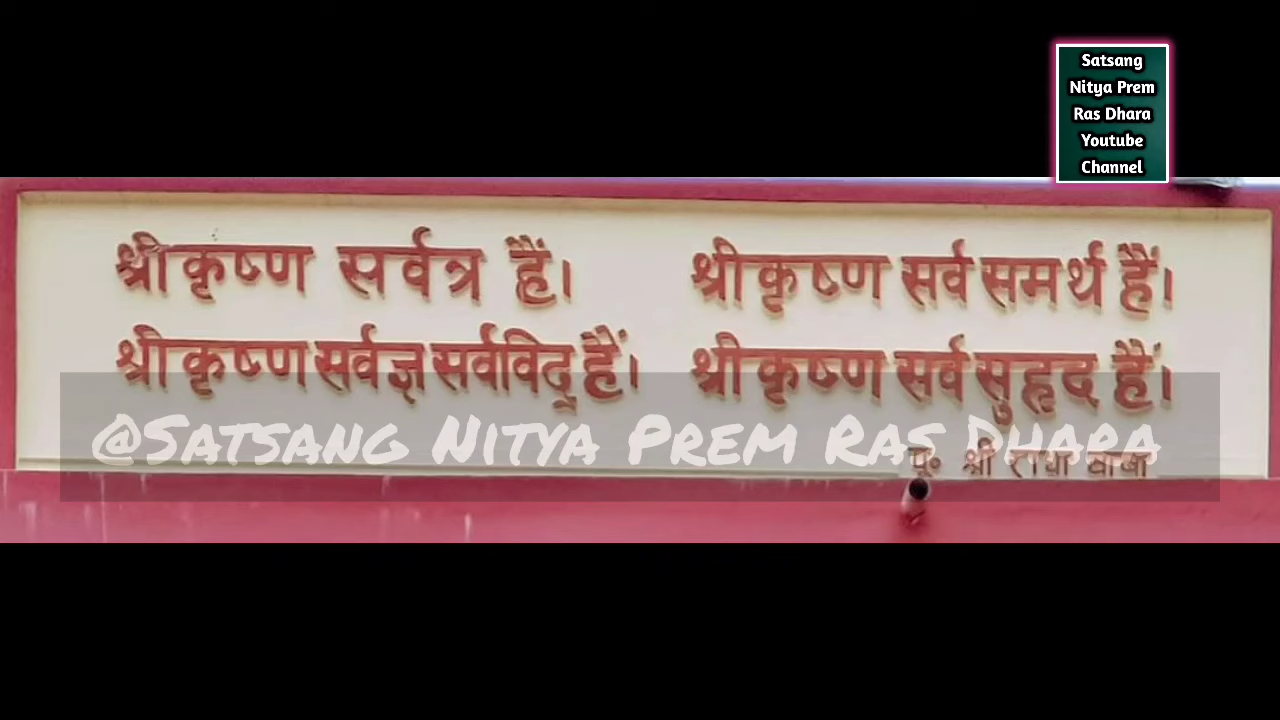 Satsang
Nitya Prem
Ras Dhara
Youtube
Channel
श्रीकृष्ण सर्वत्र हैं। श्रीकृष्ण सर्वसमर्थ हैं।
श्रीकृष्ण सर्वज्ञ सर्वविद् हैं। श्रीकृष्ण सर्व सुहृद हैं।
@Satsang Nitya Prem Ras Dhara
पू॰ श्री राधा बाबा